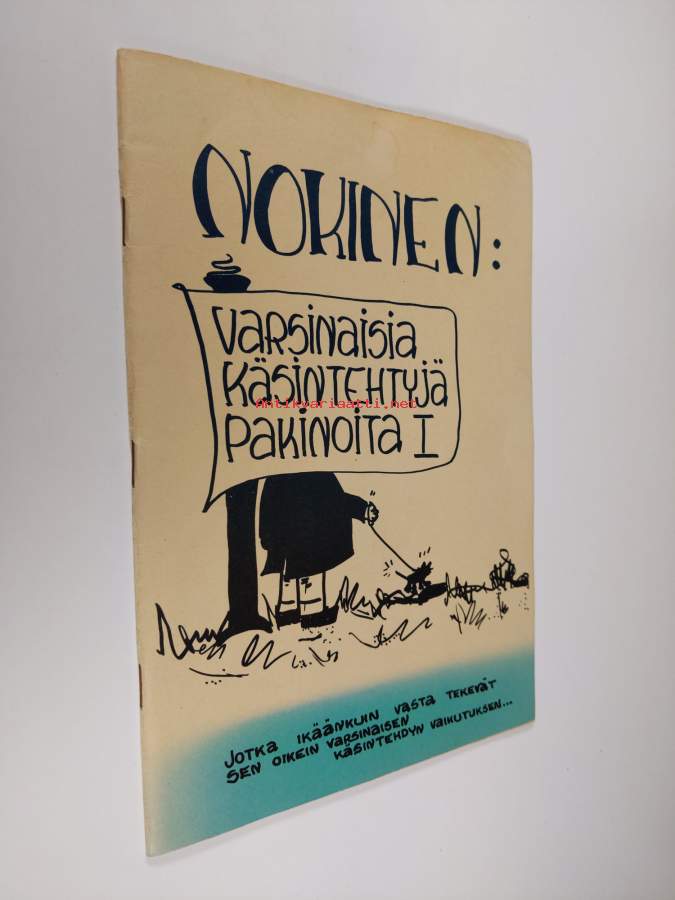 NOKINEN:
VARSINAISIA
KÄSINTEHTYJÄ
Antikvariaatti.net
PAKINOITA I
JOTKA IKÄÄNKUIN VASTA TEKEVÄT
SEN OIKEIN VARSINAISEN
KÄSINTEHDYN VAIKUTUKSEN...